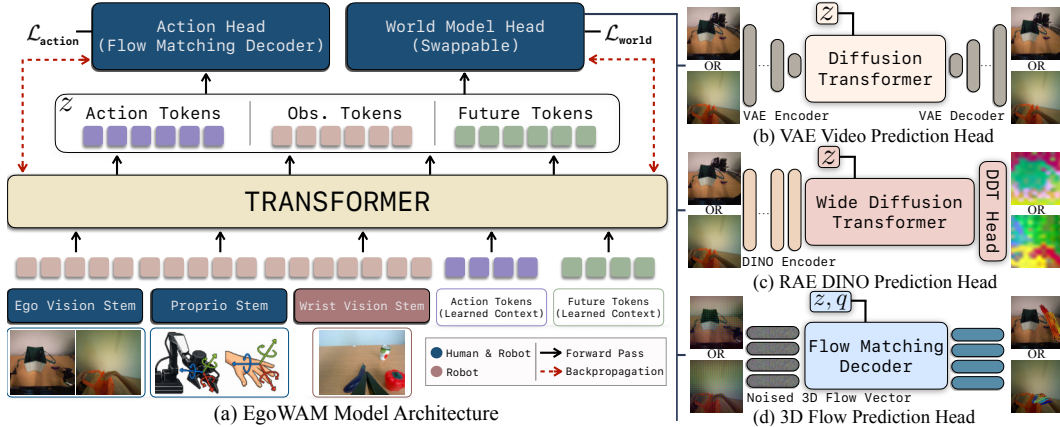 Action Head
(Flow Matching Decoder)
World Model Head
(Swappable)
ℒaction
ℒworld
z
Action Tokens
Obs. Tokens
Future Tokens
TRANSFORMER
Ego Vision Stem
Proprio Stem
Wrist Vision Stem
Action Tokens
(Learned Context)
Future Tokens
(Learned Context)
Human & Robot
Robot
Forward Pass
Backpropagation
(a) EgoWAM Model Architecture
z
OR
Diffusion
Transformer
OR
VAE Encoder
VAE Decoder
(b) VAE Video Prediction Head
z
OR
Wide Diffusion
Transformer
DDT Head
OR
DINO Encoder
(c) RAE DINO Prediction Head
z, q
OR
Flow Matching
Decoder
OR
Noised 3D Flow Vector
(d) 3D Flow Prediction Head